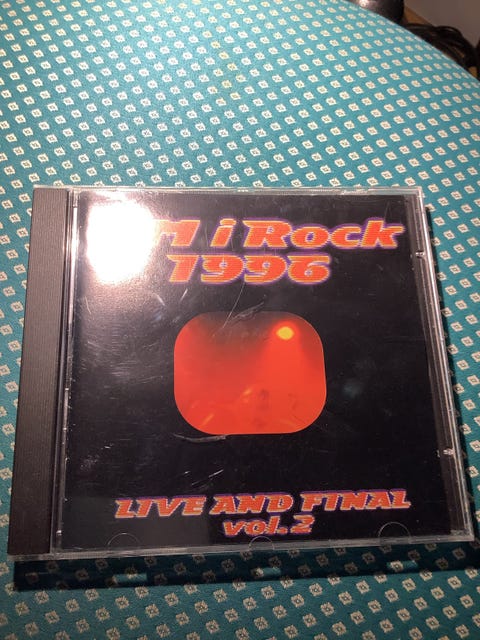 i Rock
1996
LIVE AND FINAL
vol.2